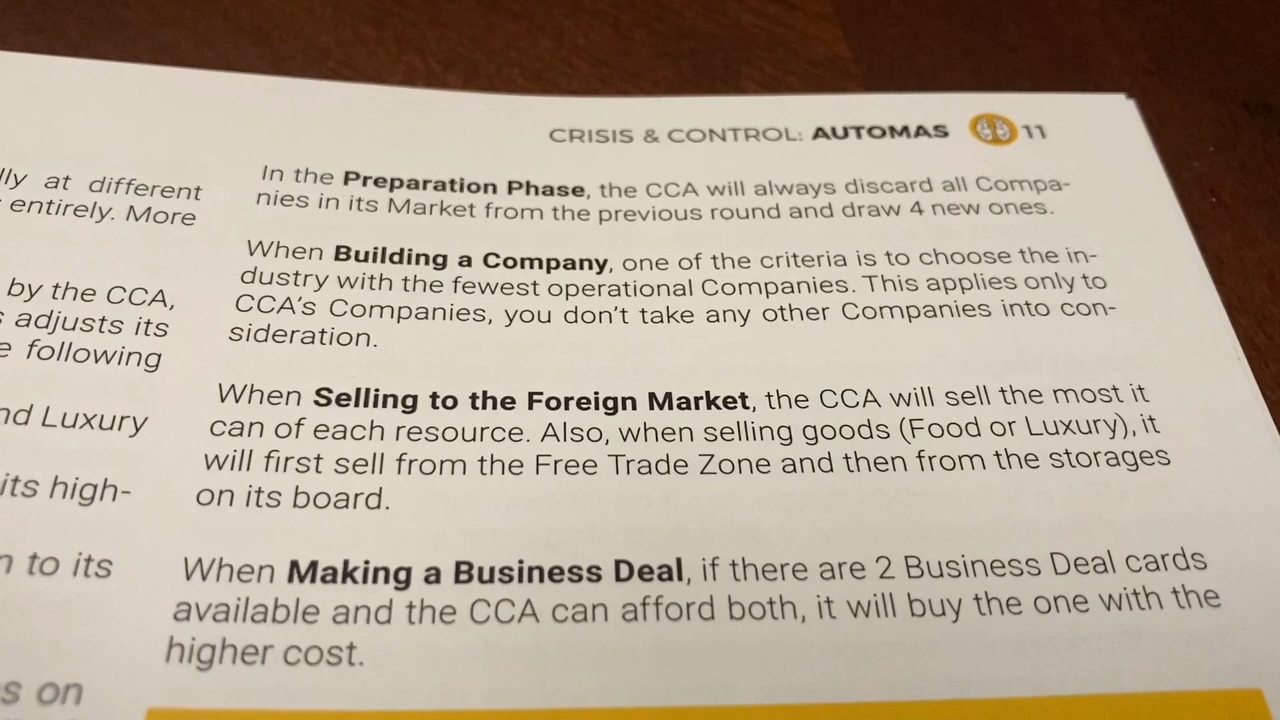 CRISIS & CONTROL: AUTOMAS 11
lly at different
entirely. More
by the CCA,
adjusts its
following
nd Luxury
its high-
n to its
s on
In the Preparation Phase, the CCA will always discard all Compa-
nies in its Market from the previous round and draw 4 new ones.
When Building a Company, one of the criteria is to choose the in-
dustry with the fewest operational Companies. This applies only to
CCA's Companies, you don't take any other Companies into con-
sideration.
When Selling to the Foreign Market, the CCA will sell the most it
can of each resource. Also, when selling goods (Food or Luxury), it
will first sell from the Free Trade Zone and then from the storages
on its board.
When Making a Business Deal, if there are 2 Business Deal cards
available and the CCA can afford both, it will buy the one with the
higher cost.